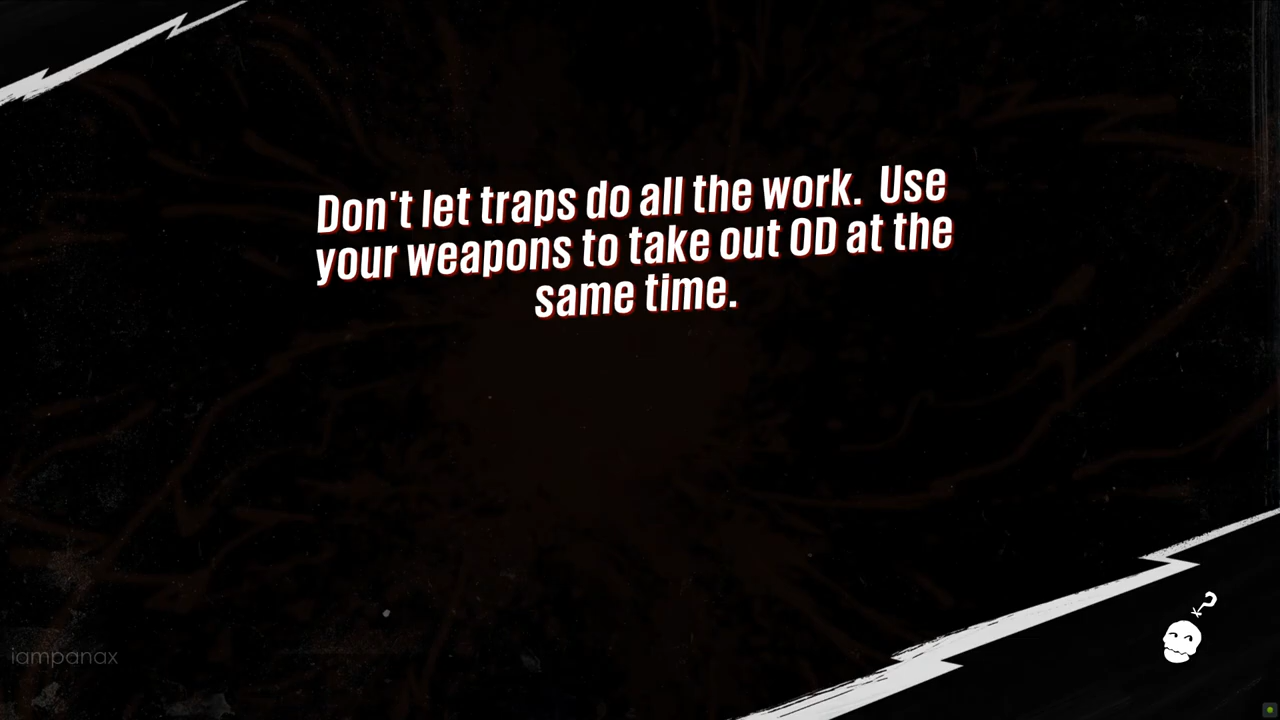 Don't let traps do all the work.  Use
your weapons to take out OD at the
same time.
iampanax